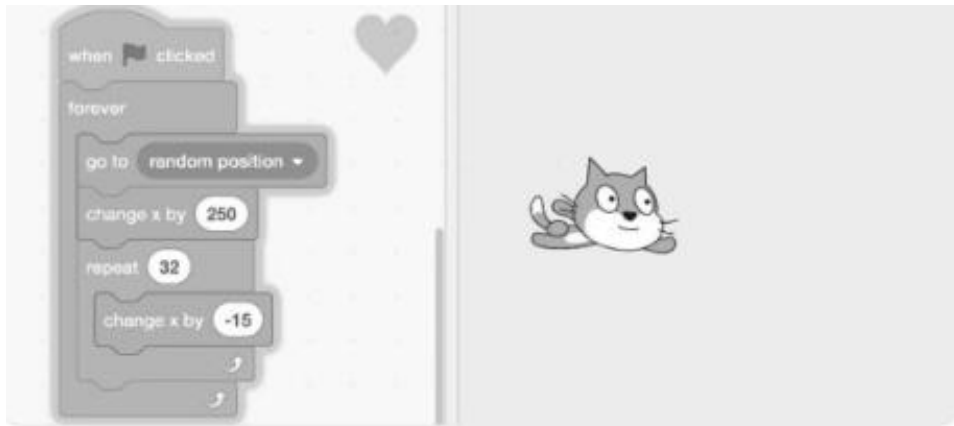 when clicked
forever
go to random position
change x by 250
repeat 32
change x by -15